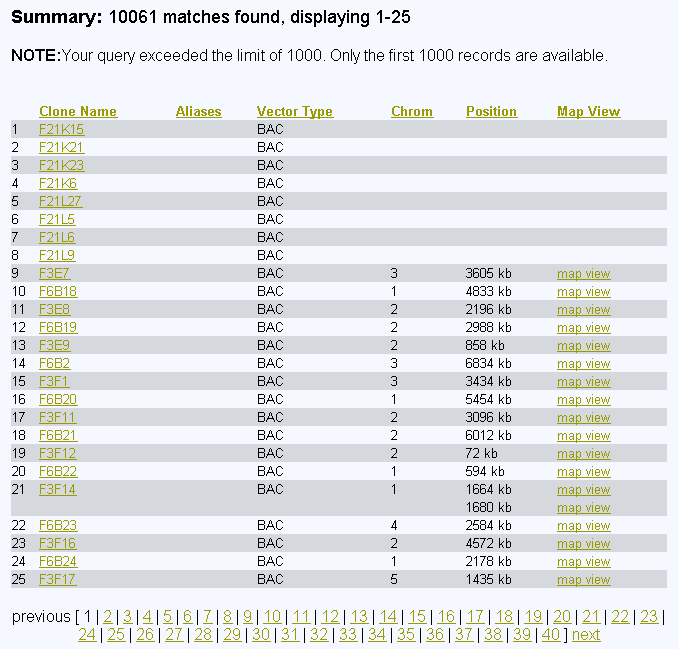 Summary: 10061 matches found, displaying 1-25
NOTE:Your query exceeded the limit of 1000. Only the first 1000 records are available.
Clone Name Aliases Vector Type Chrom Position Map View
1 F21K15 BAC
2 F21K21 BAC
3 F21K23 BAC
4 F21K6 BAC
5 F21L27 BAC
6 F21L5 BAC
7 F21L6 BAC
8 F21L9 BAC
9 F3E7 BAC 3 3605 kb map view
10 F6B18 BAC 1 4833 kb map view
11 F3E8 BAC 2 2196 kb map view
12 F6B19 BAC 2 2988 kb map view
13 F3E9 BAC 2 858 kb map view
14 F6B2 BAC 3 6834 kb map view
15 F3F1 BAC 3 3434 kb map view
16 F6B20 BAC 1 5454 kb map view
17 F3F11 BAC 2 3096 kb map view
18 F6B21 BAC 2 6012 kb map view
19 F3F12 BAC 2 72 kb map view
20 F6B22 BAC 1 594 kb map view
21 F3F14 BAC 1 1664 kb map view
1680 kb map view
22 F6B23 BAC 4 2584 kb map view
23 F3F16 BAC 2 4572 kb map view
24 F6B24 BAC 1 2178 kb map view
25 F3F17 BAC 5 1435 kb map view
previous [ 1 | 2 | 3 | 4 | 5 | 6 | 7 | 8 | 9 | 10 | 11 | 12 | 13 | 14 | 15 | 16 | 17 | 18 | 19 | 20 | 21 | 22 | 23 |
24 | 25 | 26 | 27 | 28 | 29 | 30 | 31 | 32 | 33 | 34 | 35 | 36 | 37 | 38 | 39 | 40 ] next